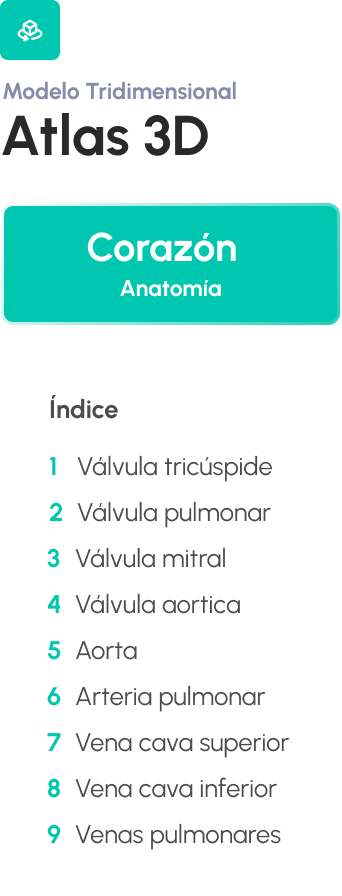 Modelo Tridimensional
Atlas 3D
Corazón
Anatomía
Índice
1 Válvula tricúspide
2 Válvula pulmonar
3 Válvula mitral
4 Válvula aortica
5 Aorta
6 Arteria pulmonar
7 Vena cava superior
8 Vena cava inferior
9 Venas pulmonares